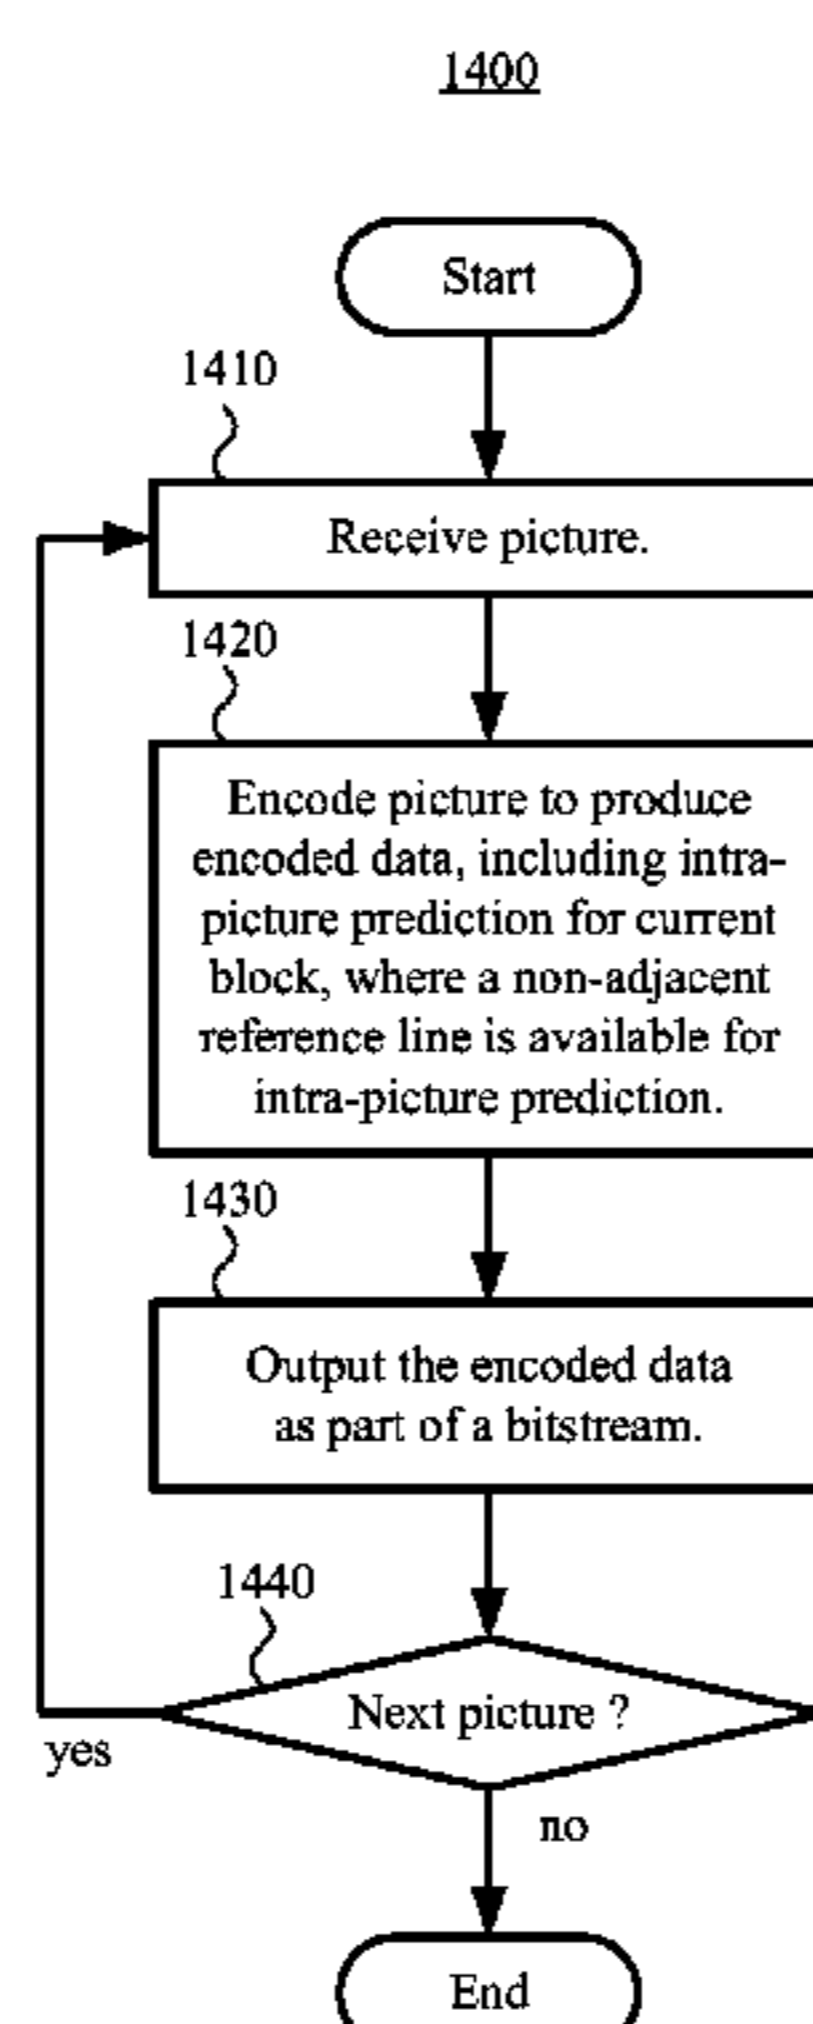 1400
Start
1410
Receive picture.
1420
Encode picture to produce
encoded data, including intra-
picture prediction for current
block, where a non-adjacent
reference line is available for
intra-picture prediction.
1430
Output the encoded data
as part of a bitstream.
1440
Next picture ?
yes
no
End